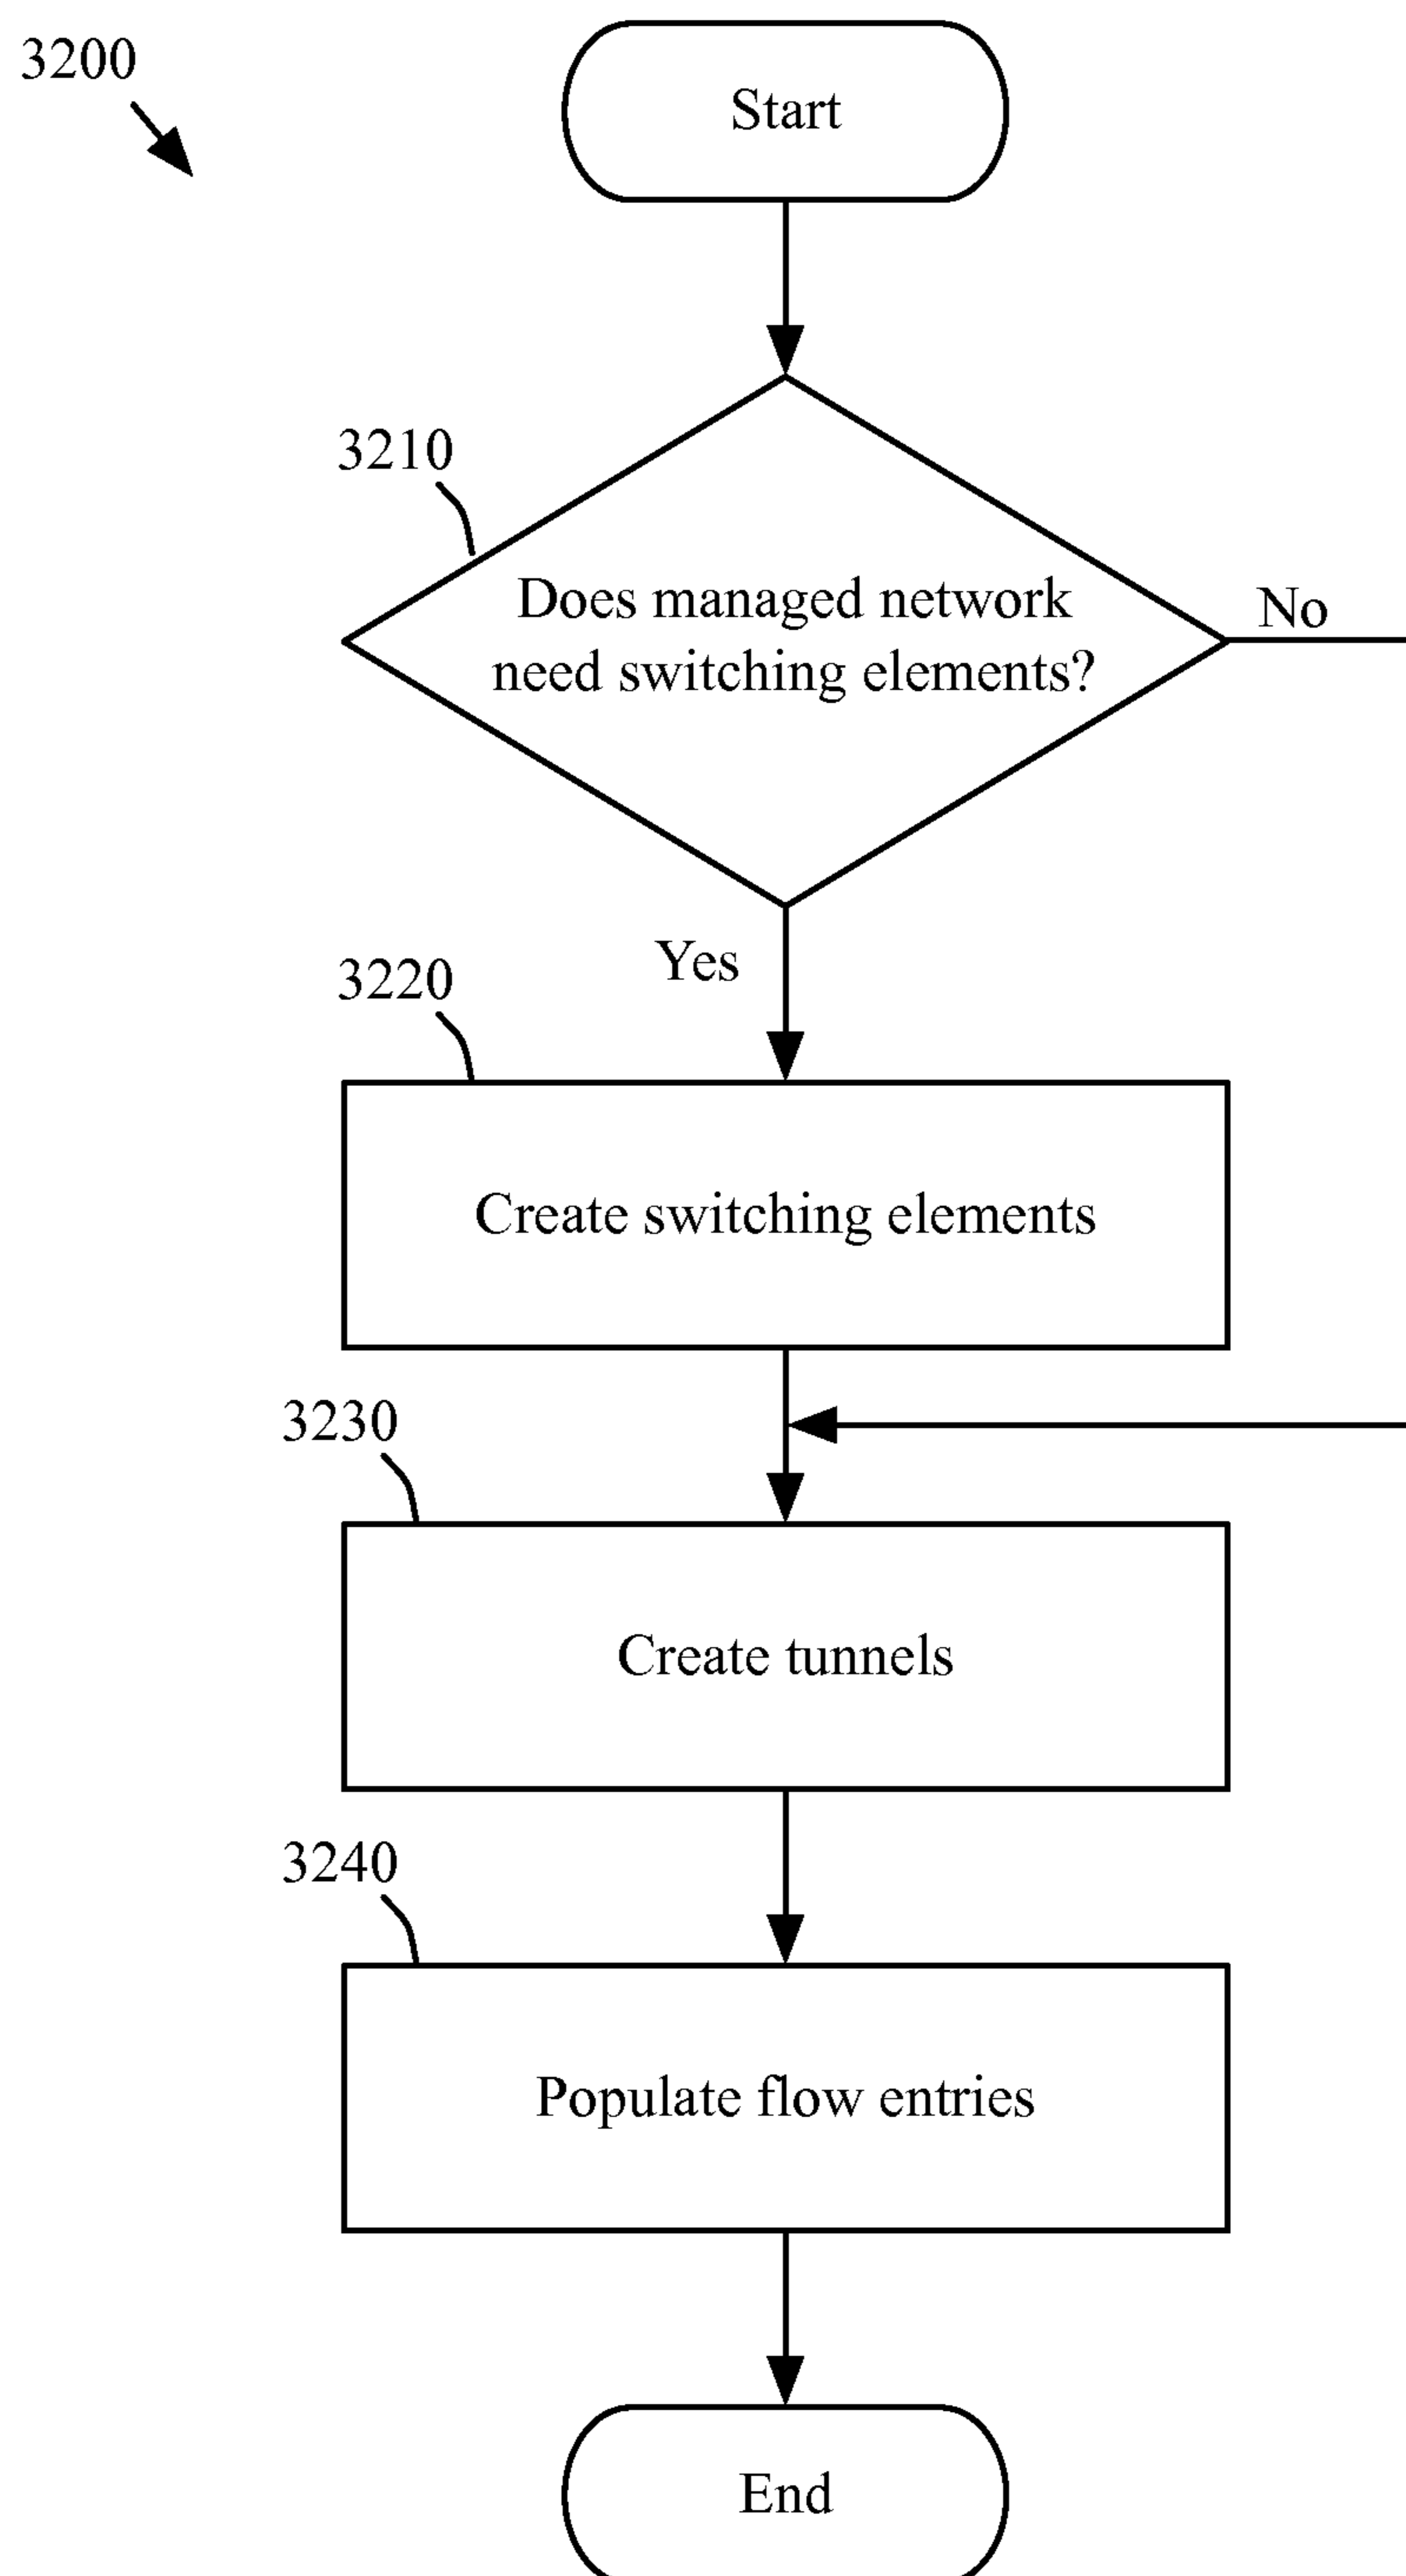 3200
Start
3210
Does managed network
need switching elements?
No
Yes
3220
Create switching elements
3230
Create tunnels
3240
Populate flow entries
End